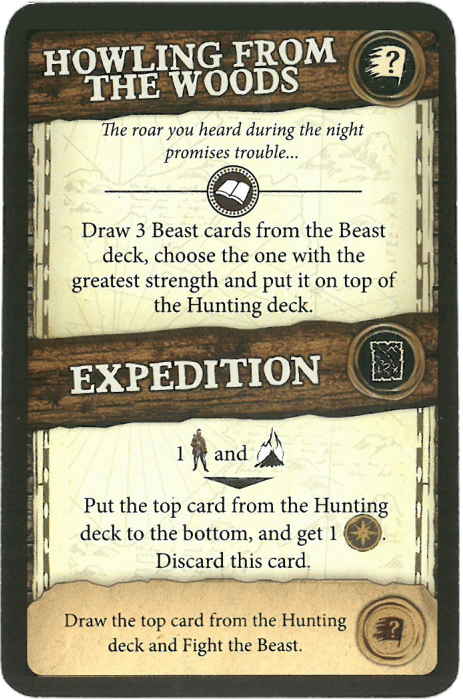 HOWLING FROM
THE WOODS
The roar you heard during the night
promises trouble...
Draw 3 Beast cards from the Beast
deck, choose the one with the
greatest strength and put it on top of
the Hunting deck.
EXPEDITION
1 and
Put the top card from the Hunting
deck to the bottom, and get 1 .
Discard this card.
Draw the top card from the Hunting
deck and Fight the Beast.